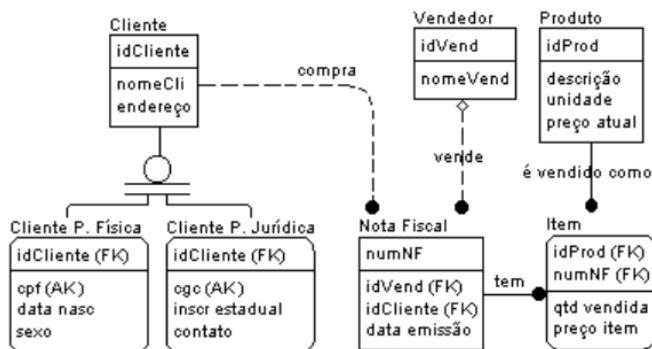 Cliente
idCliente
nomeCli
endereço
compra
Vendedor
idVend
nomeVend
vende
Produto
idProd
descrição
unidade
preço atual
é vendido como
Cliente P. Física
idCliente (FK)
cpf (AK)
data nasc
sexo
Cliente P. Jurídica
idCliente (FK)
cgc (AK)
inscr estadual
contato
Nota Fiscal
numNF
idVend (FK)
idCliente (FK)
data emissão
tem
Item
idProd (FK)
numNF (FK)
qtd vendida
preço item